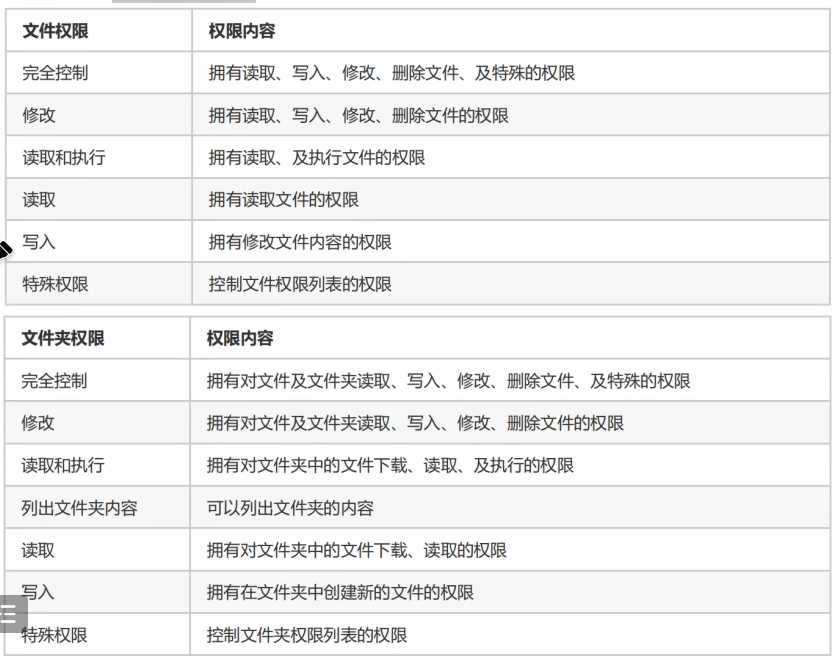 文件权限 权限内容
完全控制 拥有读取、写入、修改、删除文件、及特殊的权限
修改 拥有读取、写入、修改、删除文件的权限
读取和执行 拥有读取、及执行文件的权限
读取 拥有读取文件的权限
写入 拥有修改文件内容的权限
特殊权限 控制文件权限列表的权限
文件夹权限 权限内容
完全控制 拥有对文件及文件夹读取、写入、修改、删除文件、及特殊的权限
修改 拥有对文件及文件夹读取、写入、修改、删除文件的权限
读取和执行 拥有对文件夹中的文件下载、读取、及执行的权限
列出文件夹内容 可以列出文件夹的内容
读取 拥有对文件夹中的文件下载、读取的权限
写入 拥有在文件夹中创建新的文件的权限
特殊权限 控制文件夹权限列表的权限